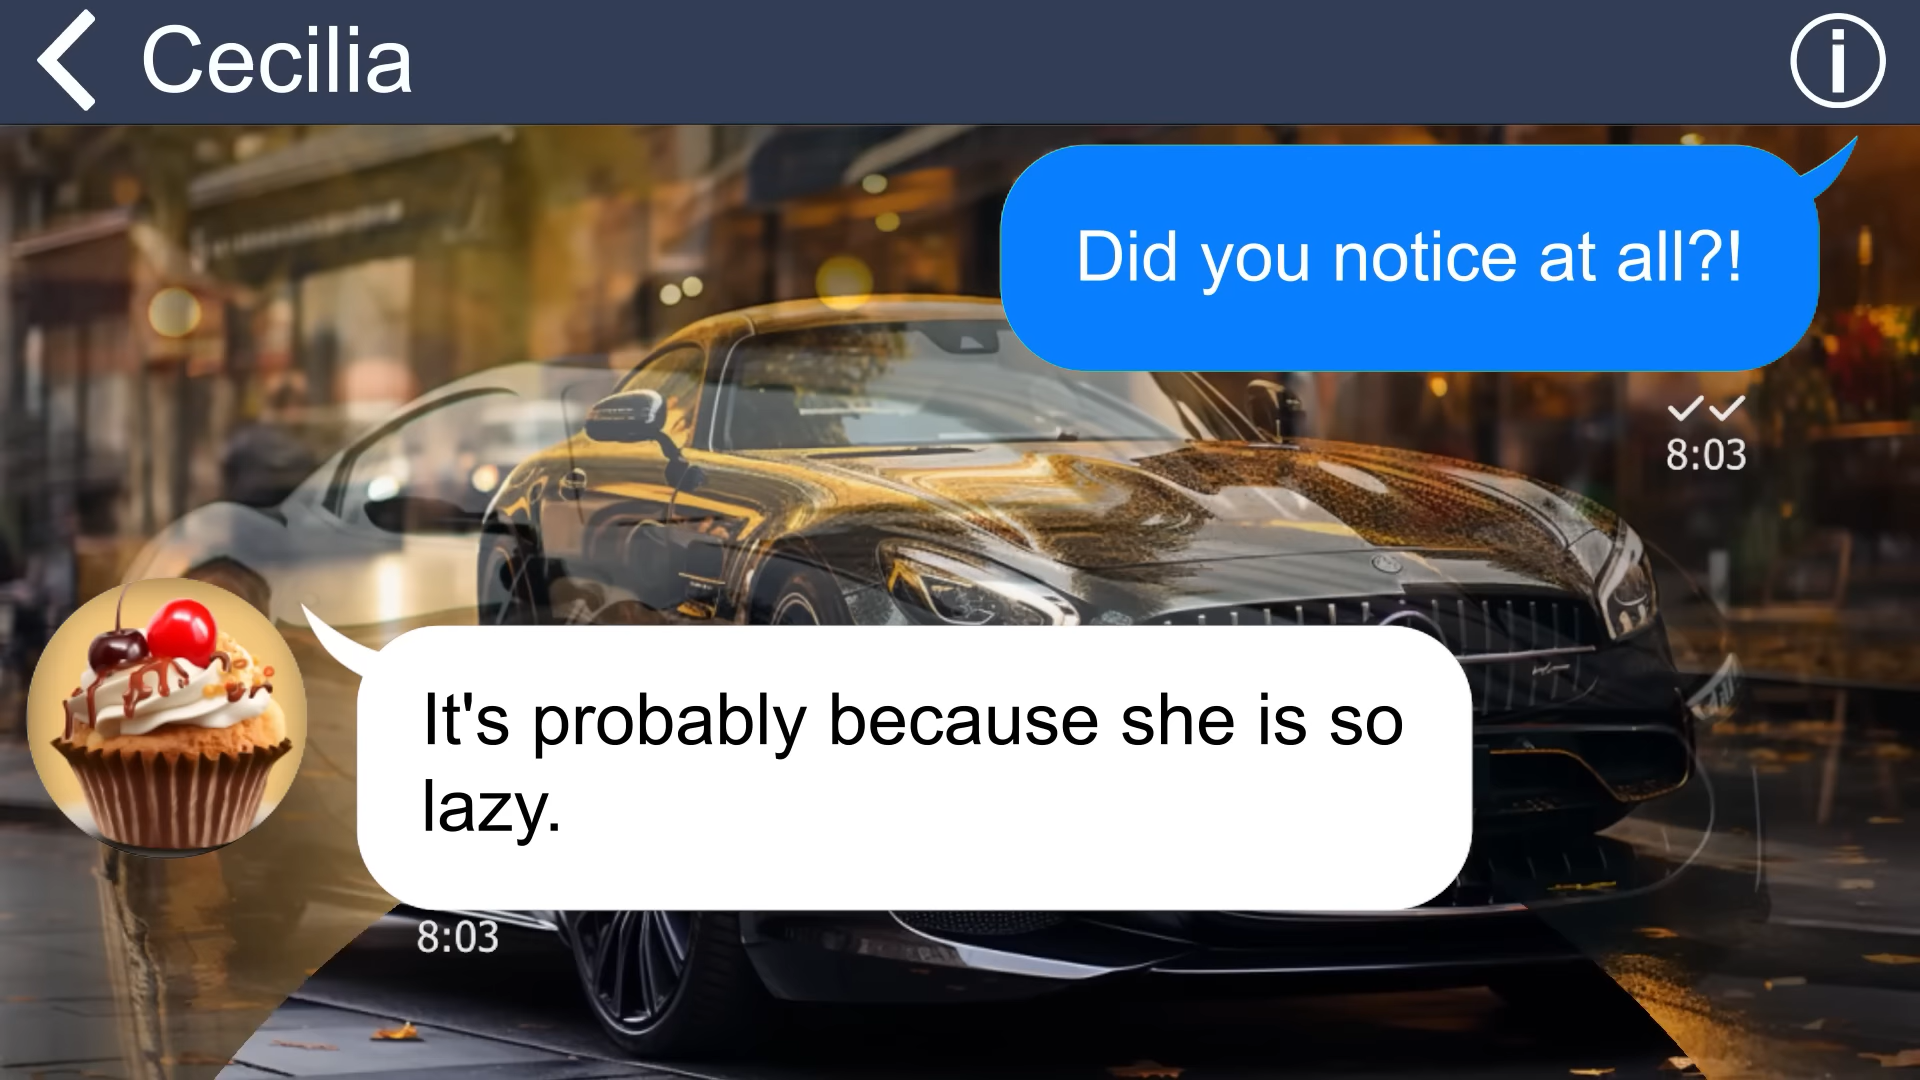 Cecilia
Did you notice at all?!
8:03
It's probably because she is so
lazy.
8:03